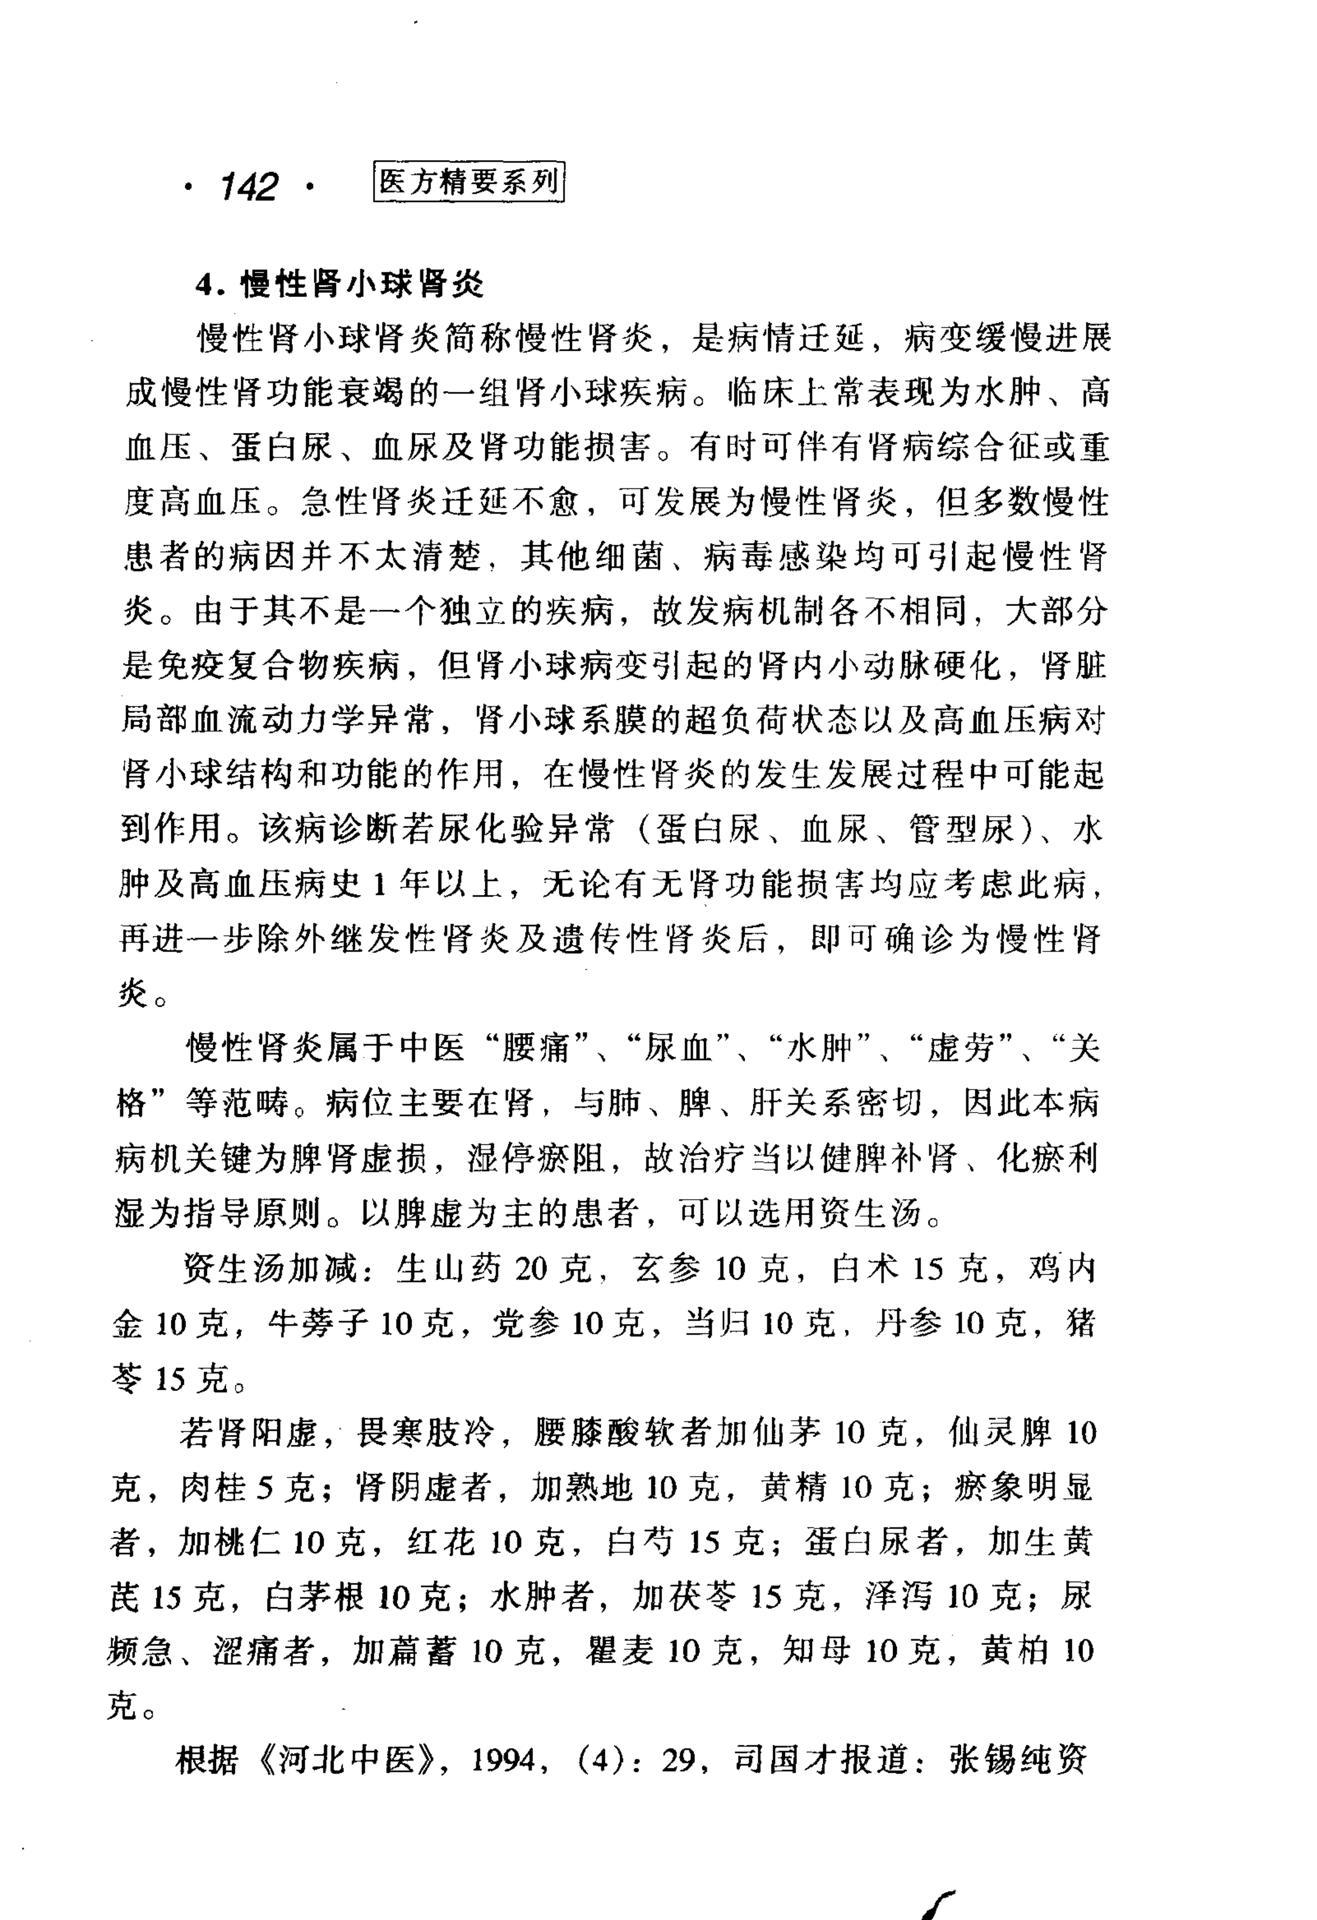 · 142 · 医方精要系列
4. 慢性肾小球肾炎
慢性肾小球肾炎简称慢性肾炎，是病情迁延，病变缓慢进展
成慢性肾功能衰竭的一组肾小球疾病。临床上常表现为水肿、高
血压、蛋白尿、血尿及肾功能损害。有时可伴有肾病综合征或重
度高血压。急性肾炎迁延不愈，可发展为慢性肾炎，但多数慢性
患者的病因并不太清楚，其他细菌、病毒感染均可引起慢性肾
炎。由于其不是一个独立的疾病，故发病机制各不相同，大部分
是免疫复合物疾病，但肾小球病变引起的肾内小动脉硬化，肾脏
局部血流动力学异常，肾小球系膜的超负荷状态以及高血压病对
肾小球结构和功能的作用，在慢性肾炎的发生发展过程中可能起
到作用。该病诊断若尿化验异常（蛋白尿、血尿、管型尿）、水
肿及高血压病史 1 年以上，无论有无肾功能损害均应考虑此病，
再进一步除外继发性肾炎及遗传性肾炎后，即可确诊为慢性肾
炎。
慢性肾炎属于中医“腰痛”、“尿血”、“水肿”、“虚劳”、“关
格”等范畴。病位主要在肾，与肺、脾、肝关系密切，因此本病
病机关键为脾肾虚损，湿停瘀阻，故治疗当以健脾补肾、化瘀利
湿为指导原则。以脾虚为主的患者，可以选用资生汤。
资生汤加减：生山药 20 克，玄参 10 克，白术 15 克，鸡内
金 10 克，牛蒡子 10 克，党参 10 克，当归 10 克，丹参 10 克，猪
苓 15 克。
若肾阳虚，畏寒肢冷，腰膝酸软者加仙茅 10 克，仙灵脾 10
克，肉桂 5 克；肾阴虚者，加熟地 10 克，黄精 10 克；瘀象明显
者，加桃仁 10 克，红花 10 克，白芍 15 克；蛋白尿者，加生黄
芪 15 克，白茅根 10 克；水肿者，加茯苓 15 克，泽泻 10 克；尿
频急、涩痛者，加萹蓄 10 克，瞿麦 10 克，知母 10 克，黄柏 10
克。
根据《河北中医》，1994，（4）：29，司国才报道：张锡纯资